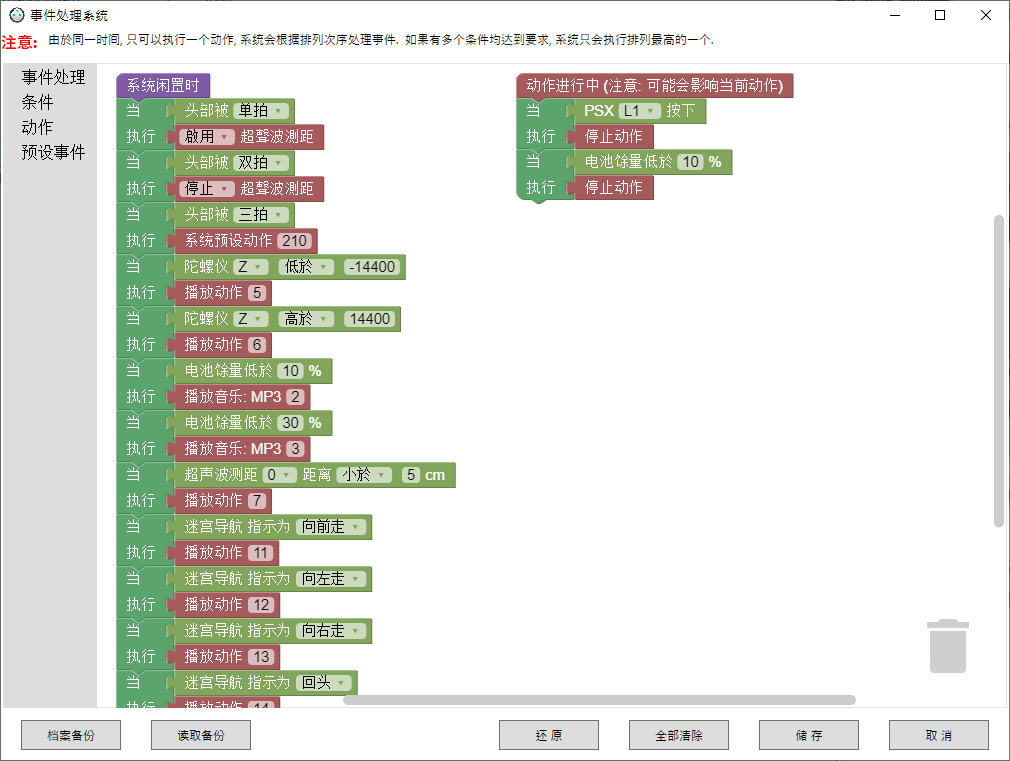 事件处理系统
注意: 由於同一时间, 只可以执行一个动作, 系统会根据排列次序处理事件. 如果有多个条件均达到要求, 系统只会执行排列最高的一个.
事件处理
条件
动作
预设事件
系统闲置时
当 头部被 单拍
执行 啟用 超聲波測距
当 头部被 双拍
执行 停止 超聲波測距
当 头部被 三拍
执行 系统预设动作 210
当 陀螺仪 Z 低於 -14400
执行 播放动作 5
当 陀螺仪 Z 高於 14400
执行 播放动作 6
当 电池馀量低於 10 %
执行 播放音乐: MP3 2
当 电池馀量低於 30 %
执行 播放音乐: MP3 3
当 超声波测距 0 距离 小於 5 cm
执行 播放动作 7
当 迷宫导航 指示为 向前走
执行 播放动作 11
当 迷宫导航 指示为 向左走
执行 播放动作 12
当 迷宫导航 指示为 向右走
执行 播放动作 13
当 迷宫导航 指示为 回头
执行 播放动作 14
动作进行中 (注意: 可能会影响当前动作)
当 PSX L1 按下
执行 停止动作
当 电池馀量低於 10 %
执行 停止动作
档案备份 读取备份 还 原 全部清除 储 存 取 消